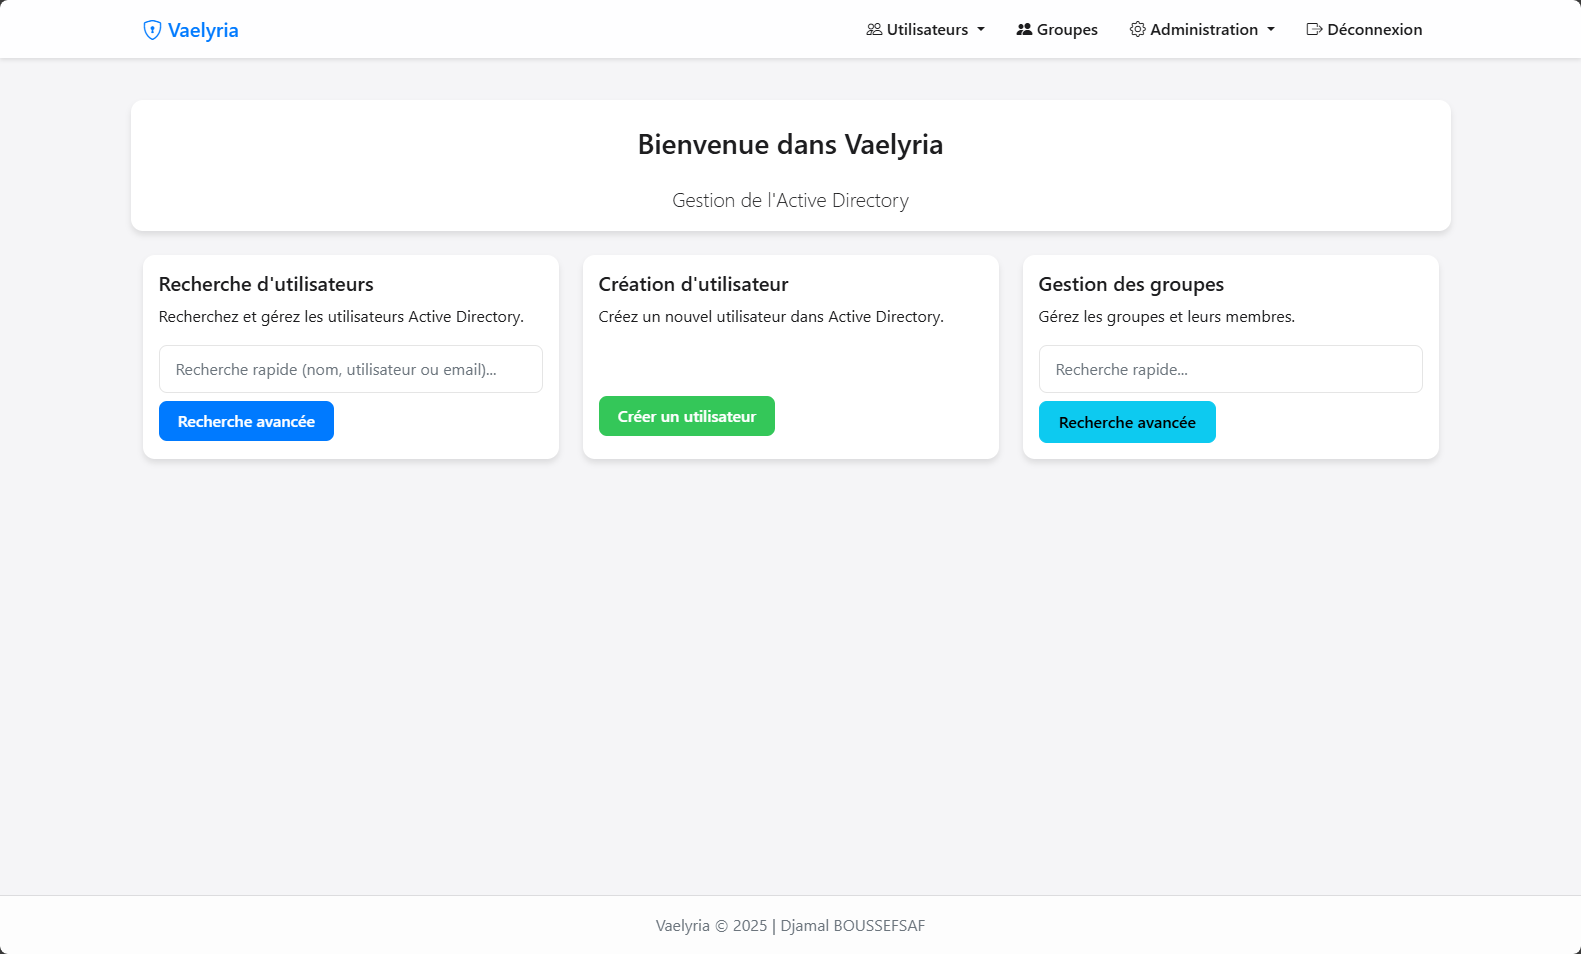 Vaelyria
Utilisateurs
Groupes
Administration
Déconnexion
Bienvenue dans Vaelyria
Gestion de l'Active Directory
Recherche d'utilisateurs
Recherchez et gérez les utilisateurs Active Directory.
Recherche rapide (nom, utilisateur ou email)...
Recherche avancée
Création d'utilisateur
Créez un nouvel utilisateur dans Active Directory.
Créer un utilisateur
Gestion des groupes
Gérez les groupes et leurs membres.
Recherche rapide...
Recherche avancée
Vaelyria © 2025 | Djamal BOUSSEFSAF